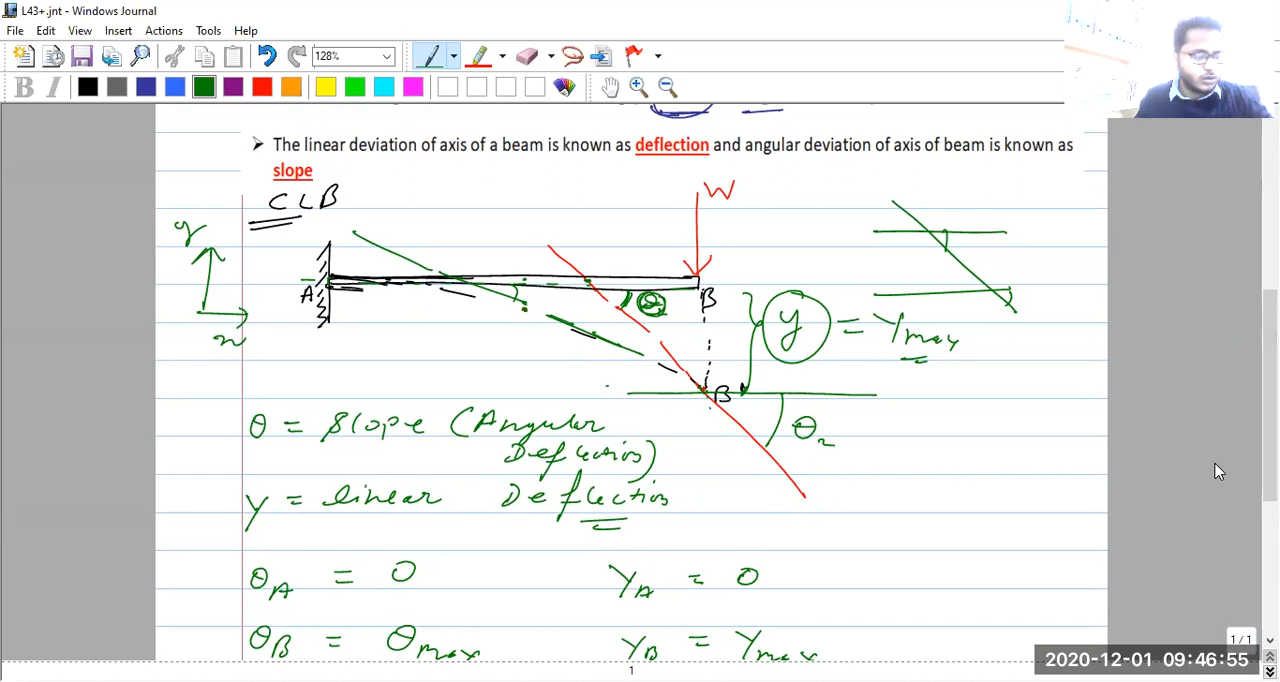 L43+.jnt - Windows Journal
File Edit View Insert Actions Tools Help
128%
B I
➢ The linear deviation of axis of a beam is known as deflection and angular deviation of axis of beam is known as
slope
CLB
W
y
A
B
θ
x
y = Ymax
B
θ2
θ = Slope (Angular
Deflection)
y = linear Deflection
θA = 0 YA = 0
θB = θmax YB = Ymax
1 / 1
2020-12-01 09:46:55
1